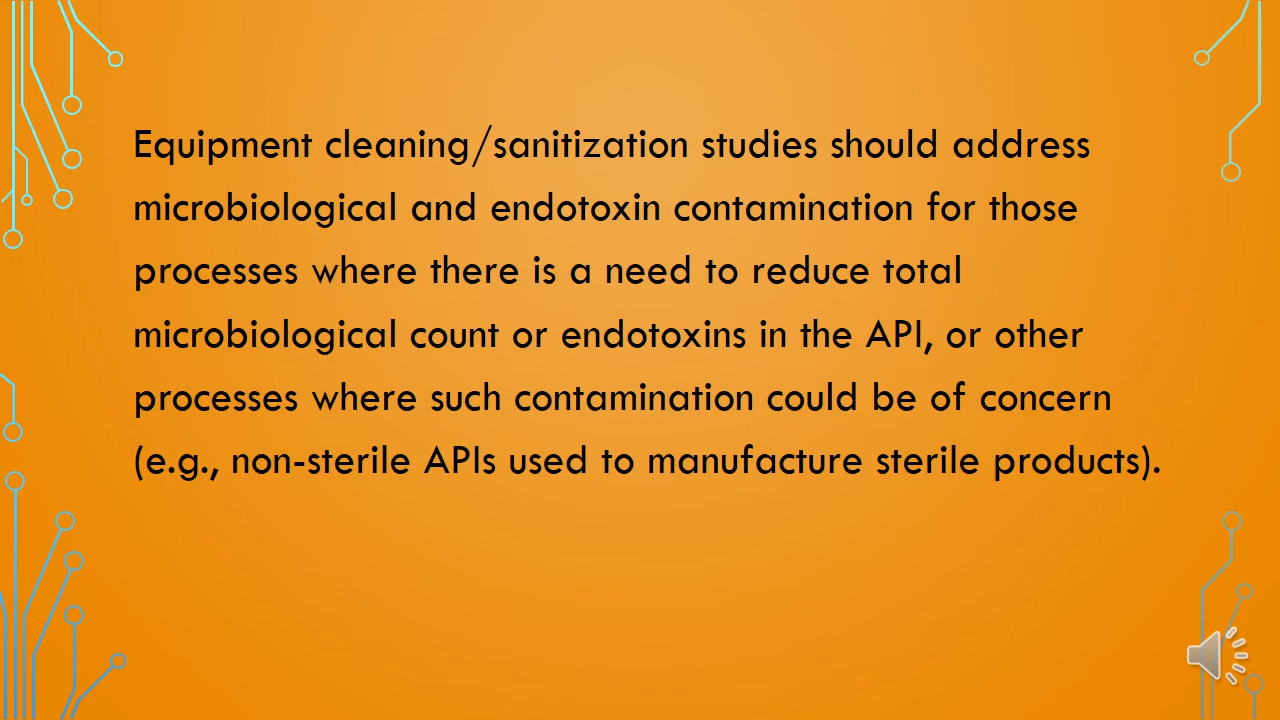 Equipment cleaning/sanitization studies should address
microbiological and endotoxin contamination for those
processes where there is a need to reduce total
microbiological count or endotoxins in the API, or other
processes where such contamination could be of concern
(e.g., non-sterile APIs used to manufacture sterile products).